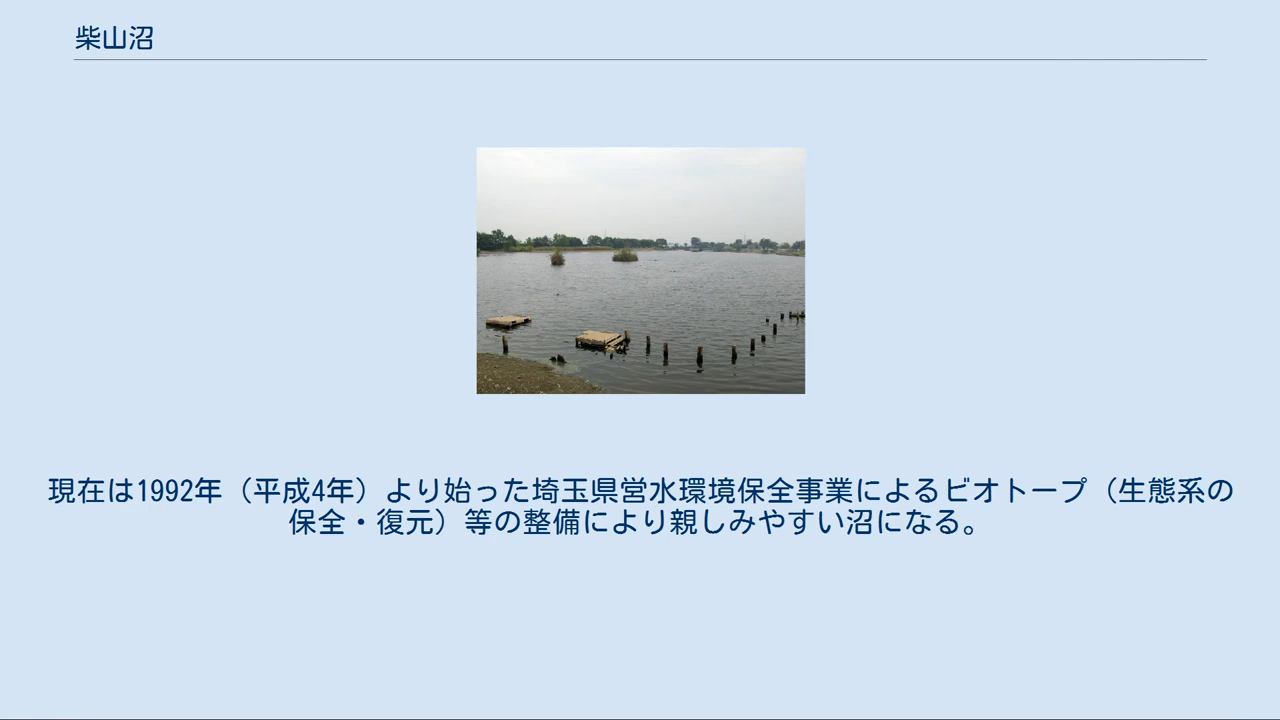 柴山沼
現在は1992年（平成4年）より始った埼玉県営水環境保全事業によるビオトープ（生態系の
保全・復元）等の整備により親しみやすい沼になる。